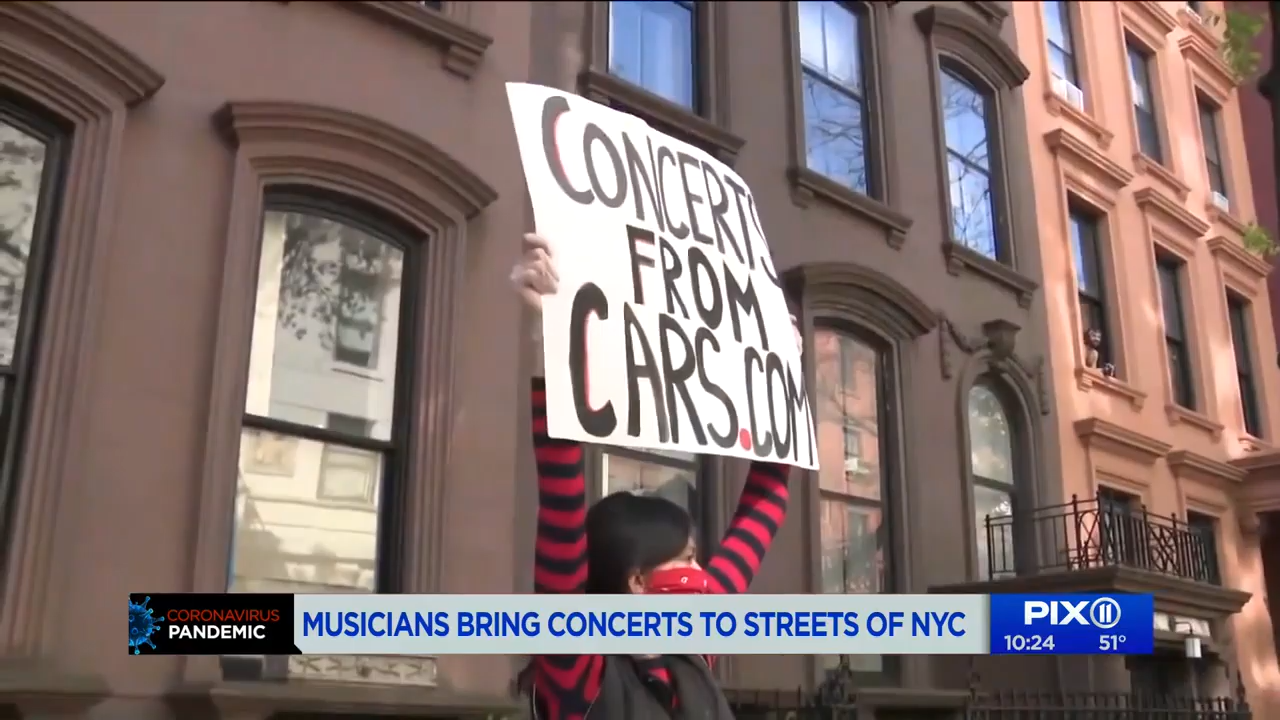 CONCERTS
FROM
CARS.COM
CORONAVIRUS
PANDEMIC
MUSICIANS BRING CONCERTS TO STREETS OF NYC
PIX11
10:24 51°